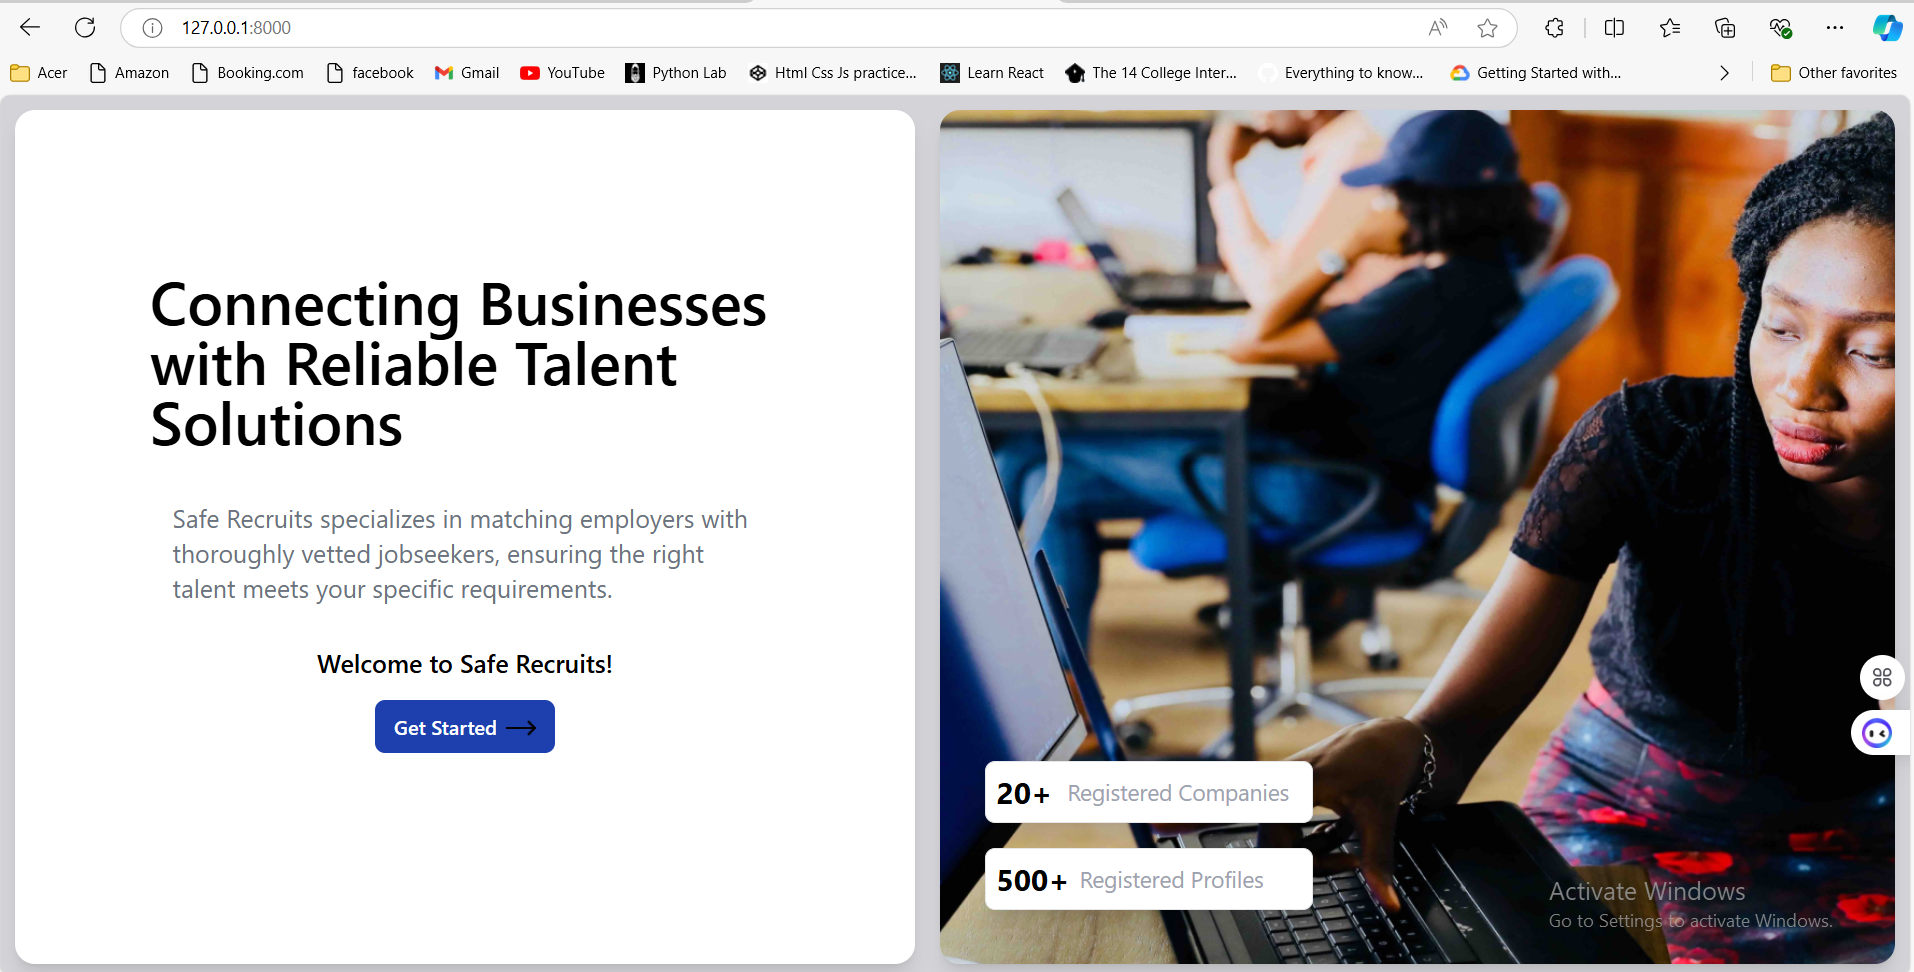 127.0.0.1:8000
Acer
Amazon
Booking.com
facebook
Gmail
YouTube
Python Lab
Html Css Js practice...
Learn React
The 14 College Inter...
Everything to know...
Getting Started with...
Other favorites
Connecting Businesses
with Reliable Talent
Solutions
Safe Recruits specializes in matching employers with
thoroughly vetted jobseekers, ensuring the right
talent meets your specific requirements.
Welcome to Safe Recruits!
Get Started
20+ Registered Companies
500+ Registered Profiles
Activate Windows
Go to Settings to activate Windows.